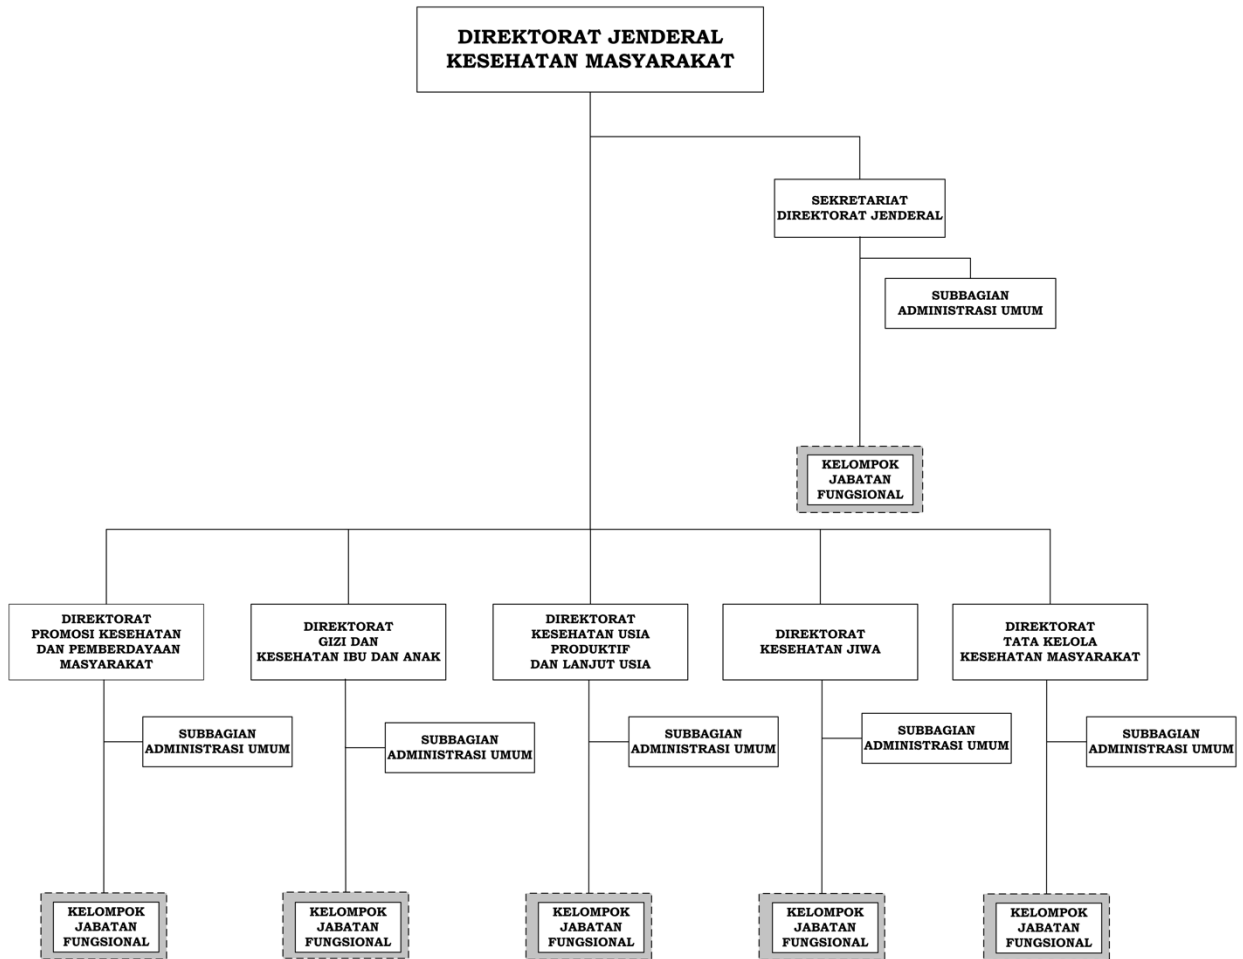 DIREKTORAT JENDERAL
KESEHATAN MASYARAKAT
SEKRETARIAT
DIREKTORAT JENDERAL
SUBBAGIAN
ADMINISTRASI UMUM
KELOMPOK
JABATAN
FUNGSIONAL
DIREKTORAT
PROMOSI KESEHATAN
DAN PEMBERDAYAAN
MASYARAKAT
DIREKTORAT
GIZI DAN
KESEHATAN IBU DAN ANAK
DIREKTORAT
KESEHATAN USIA
PRODUKTIF
DAN LANJUT USIA
DIREKTORAT
KESEHATAN JIWA
DIREKTORAT
TATA KELOLA
KESEHATAN MASYARAKAT
SUBBAGIAN
ADMINISTRASI UMUM
SUBBAGIAN
ADMINISTRASI UMUM
SUBBAGIAN
ADMINISTRASI UMUM
SUBBAGIAN
ADMINISTRASI UMUM
SUBBAGIAN
ADMINISTRASI UMUM
KELOMPOK
JABATAN
FUNGSIONAL
KELOMPOK
JABATAN
FUNGSIONAL
KELOMPOK
JABATAN
FUNGSIONAL
KELOMPOK
JABATAN
FUNGSIONAL
KELOMPOK
JABATAN
FUNGSIONAL